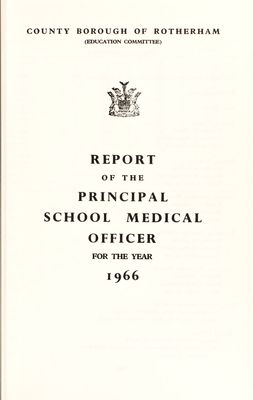 COUNTY BOROUGH OF ROTHERHAM
(EDUCATION COMMITTEE)
REPORT
OF THE
PRINCIPAL
SCHOOL MEDICAL
OFFICER
FOR THE YEAR
1966